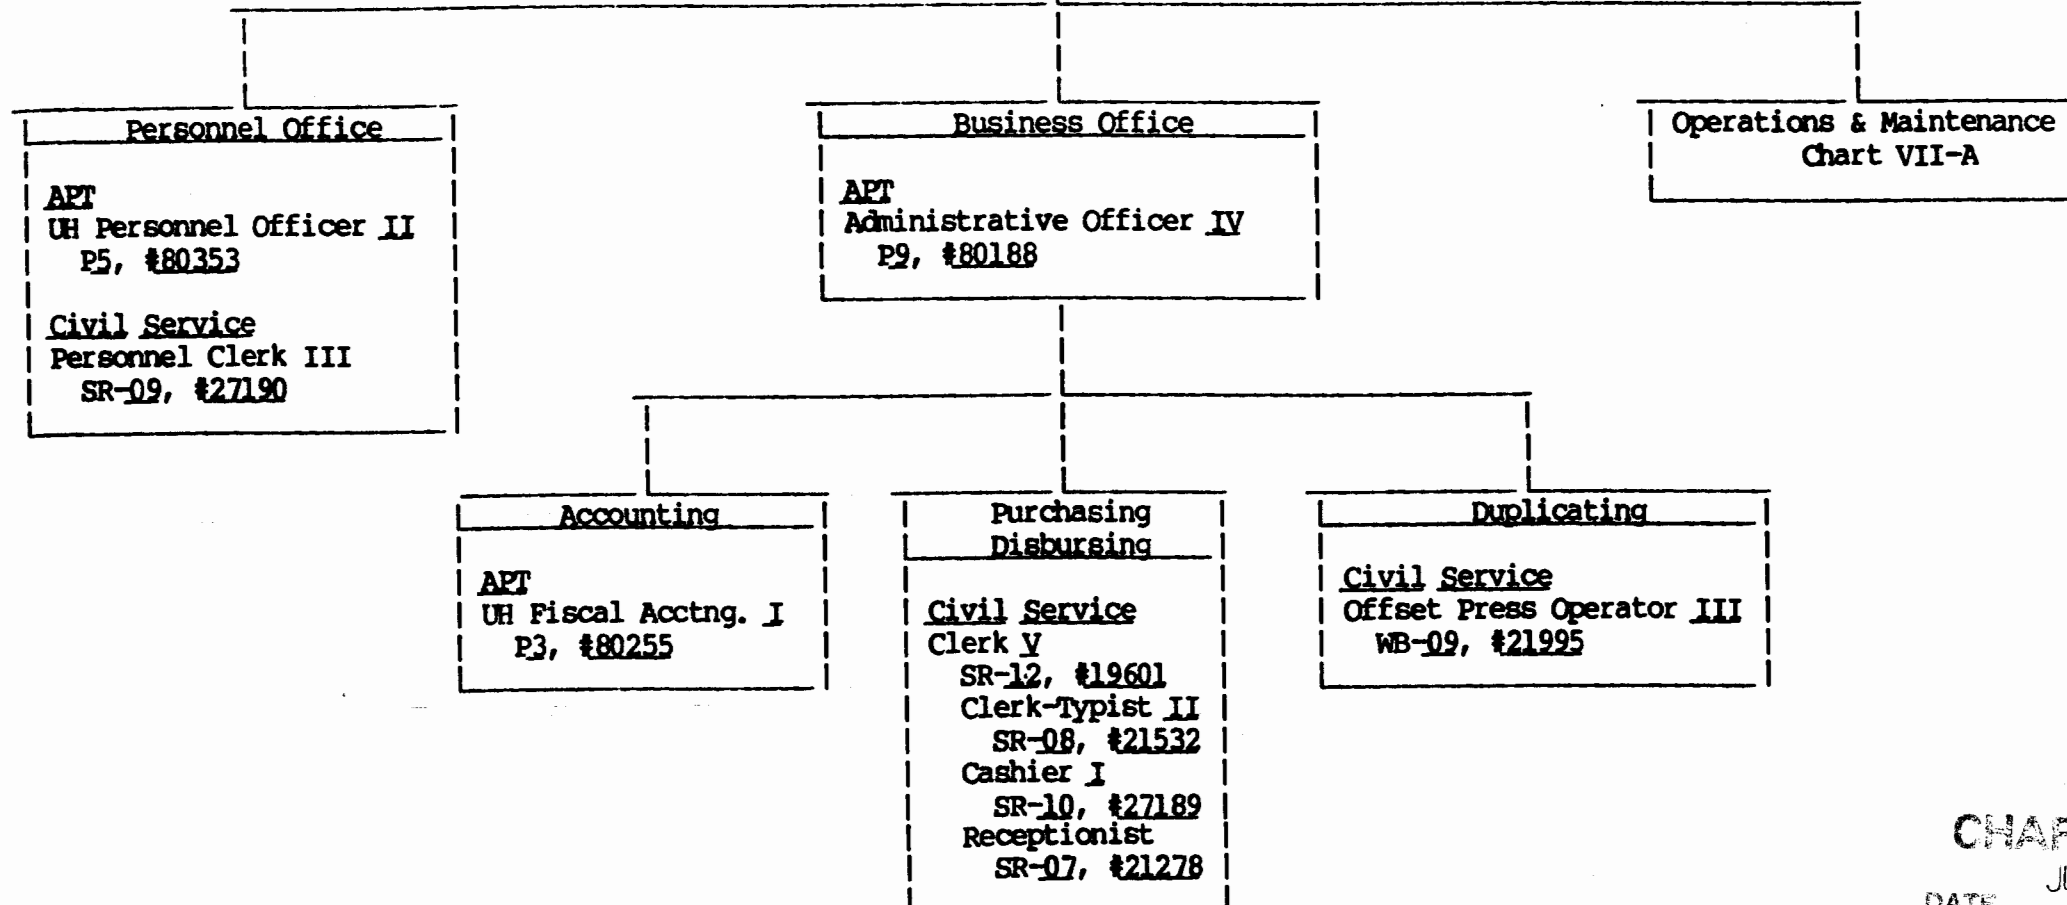 Personnel Office
APT
UH Personnel Officer II
P5, #80353
Civil Service
Personnel Clerk III
SR-09, #27190
Business Office
APT
Administrative Officer IV
P9, #80188
Operations & Maintenance
Chart VII-A
Accounting
APT
UH Fiscal Acctng. I
P3, #80255
Purchasing
Disbursing
Civil Service
Clerk V
SR-12, #19601
Clerk-Typist II
SR-08, #21532
Cashier I
SR-10, #27189
Receptionist
SR-07, #21278
Duplicating
Civil Service
Offset Press Operator III
WB-09, #21995
DATE